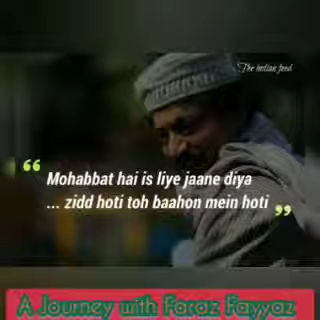 The Indian feed
“ Mohabbat hai is liye jaane diya
... zidd hoti toh baahon mein hoti ”
A Journey with Faraz Fayyaz